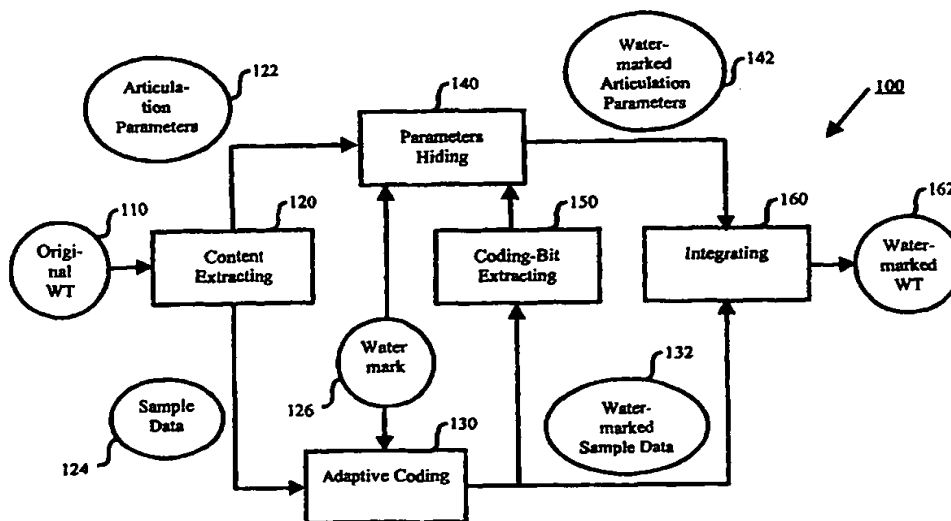 Articula-
tion
Parameters
122
140
Parameters
Hiding
Water-
marked
Articulation
Parameters
142
100
110
Origi-
nal
WT
120
Content
Extracting
150
Coding-Bit
Extracting
160
Integrating
162
Water-
marked
WT
Sample
Data
124
Water
mark
126
130
Adaptive Coding
132
Water-
marked
Sample Data